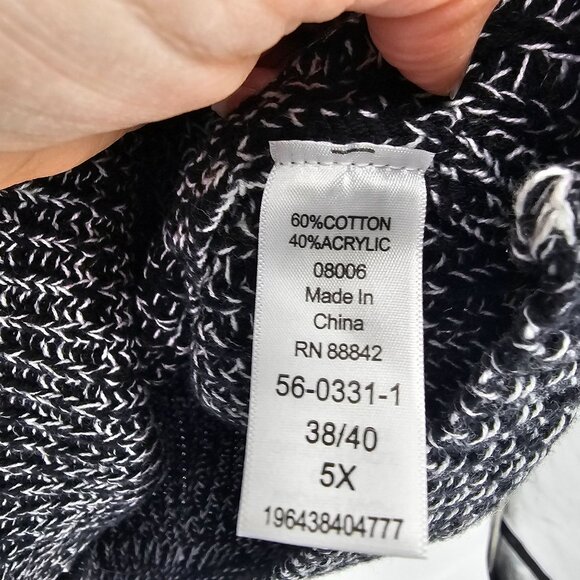 60%COTTON
40%ACRYLIC
08006
Made In
China
RN 88842
56-0331-1
38/40
5X
196438404777